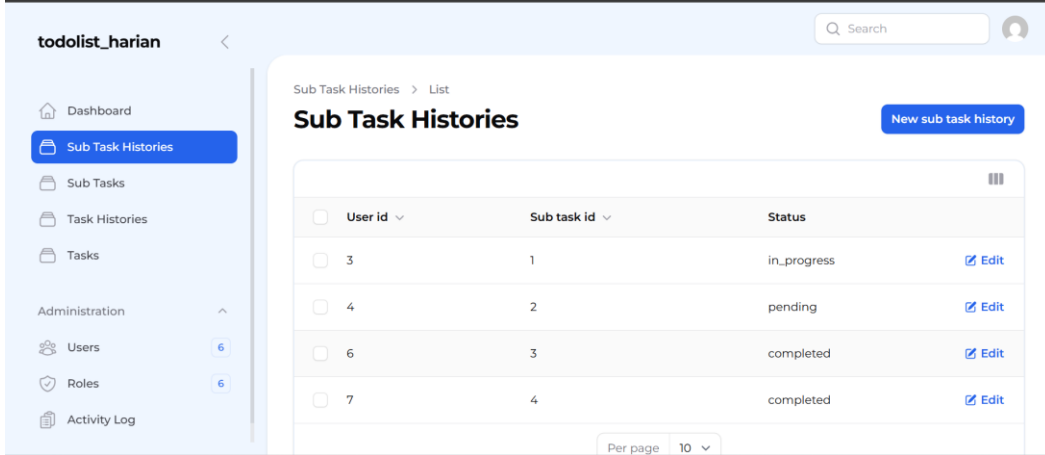 todolist_harian
Search
Dashboard
Sub Task Histories
Sub Tasks
Task Histories
Tasks
Administration
Users 6
Roles 6
Activity Log
Sub Task Histories > List
Sub Task Histories
New sub task history
User id Sub task id Status
3 1 in_progress Edit
4 2 pending Edit
6 3 completed Edit
7 4 completed Edit
Per page 10